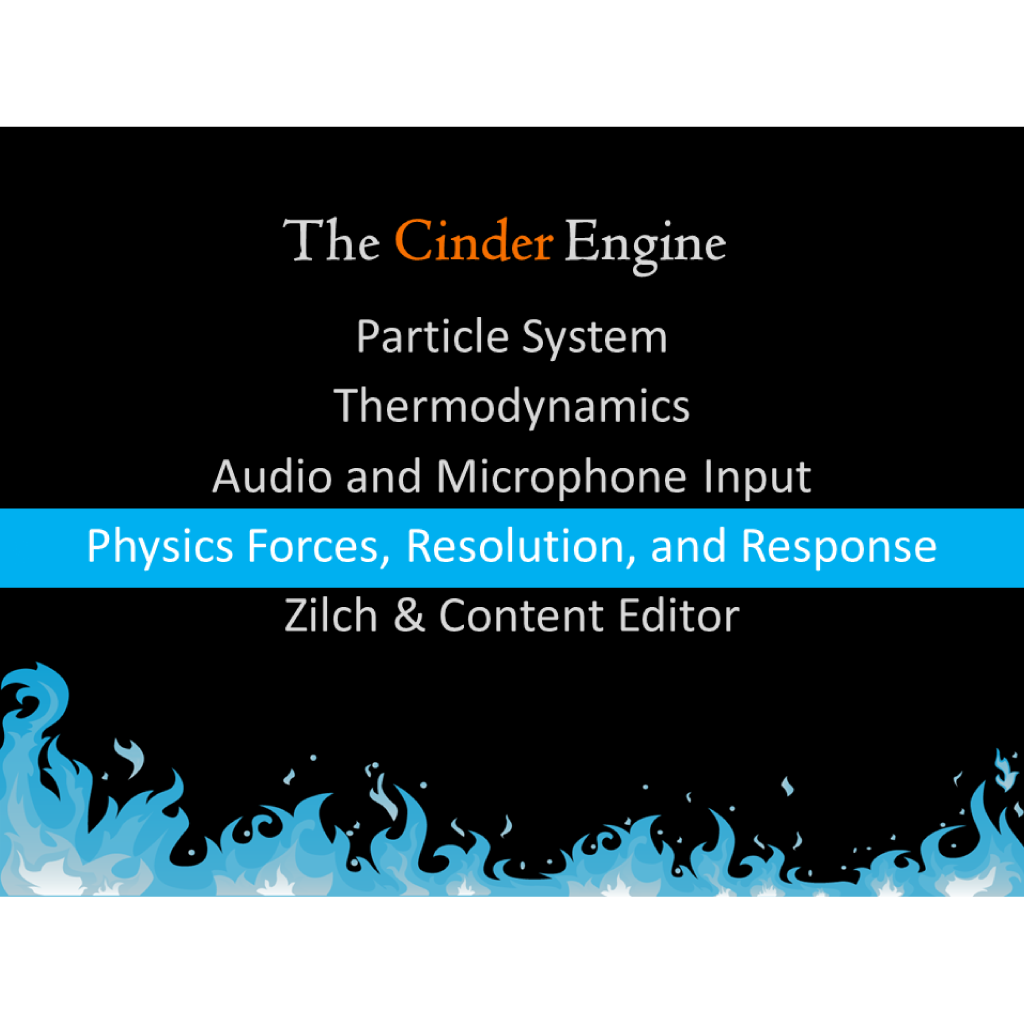 The Cinder Engine
Particle System
Thermodynamics
Audio and Microphone Input
Physics Forces, Resolution, and Response
Zilch & Content Editor